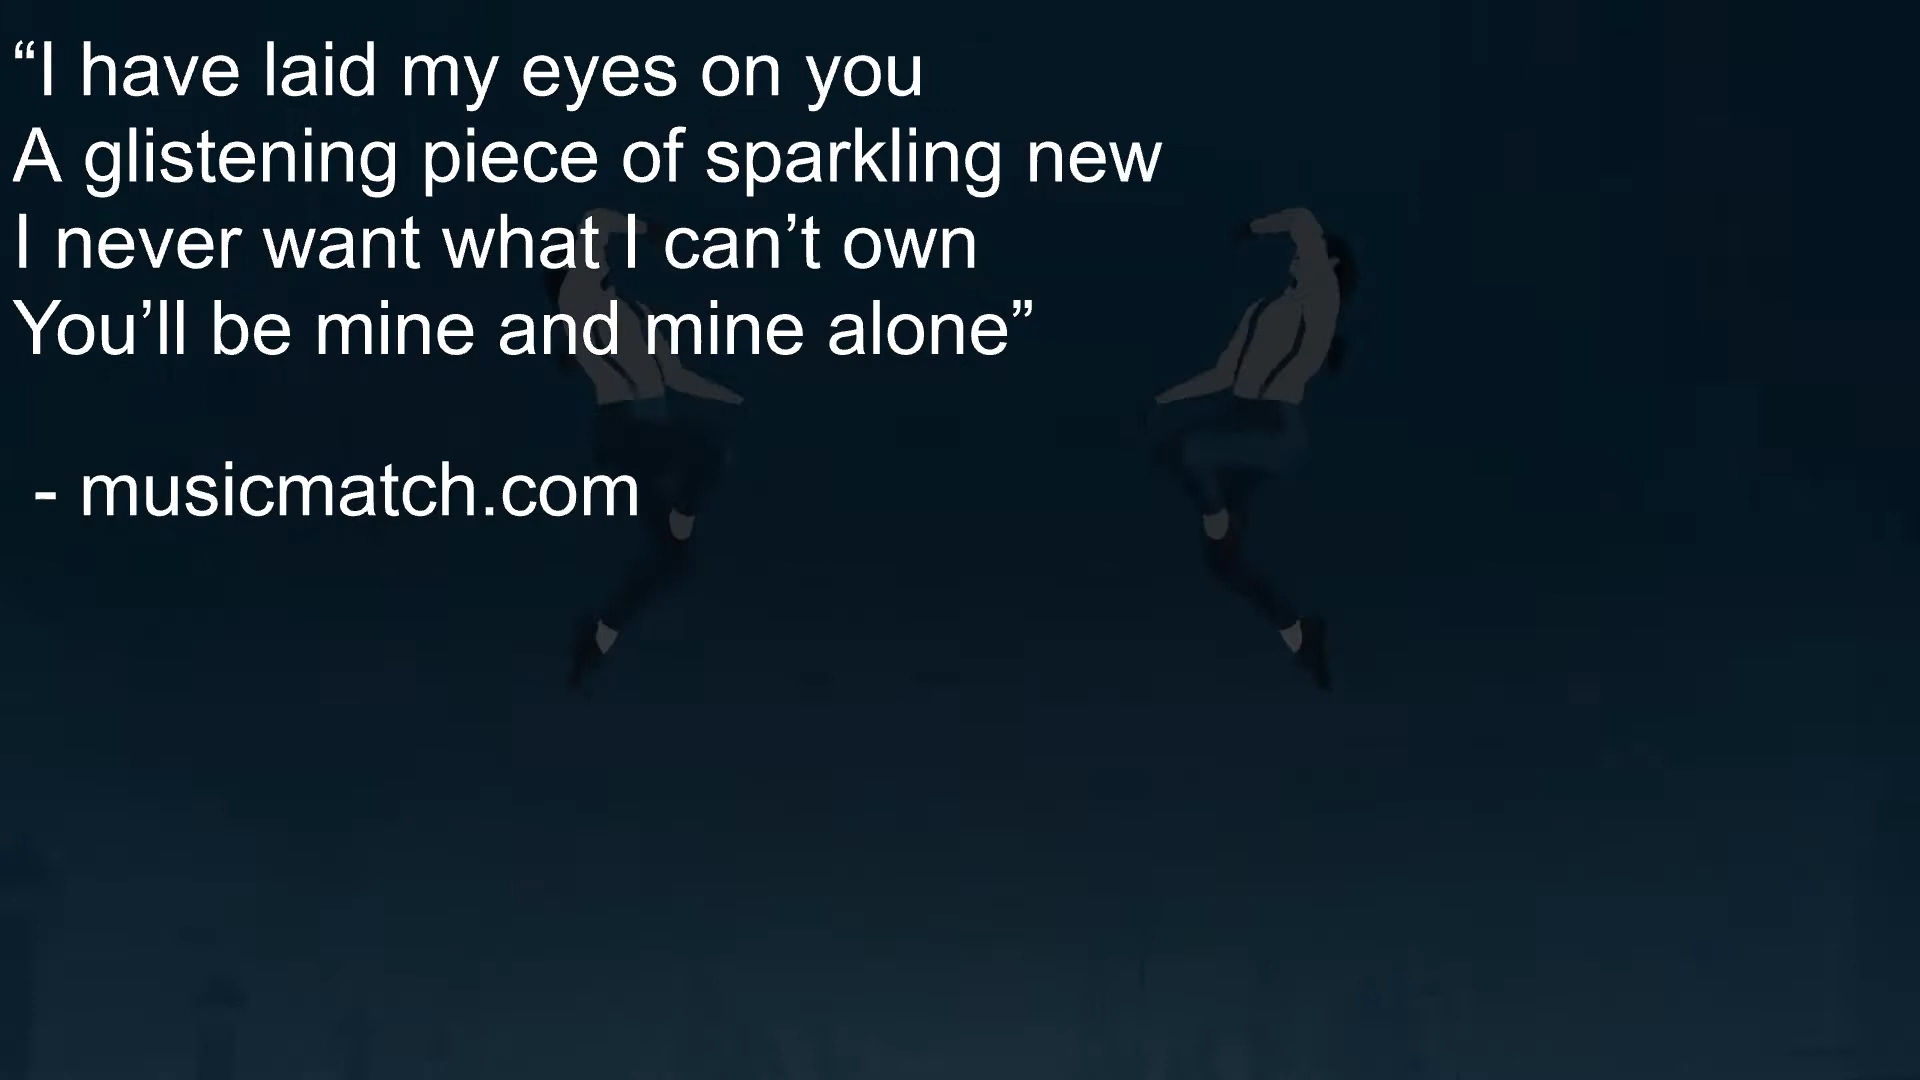 “I have laid my eyes on you
A glistening piece of sparkling new
I never want what I can’t own
You’ll be mine and mine alone”
- musicmatch.com